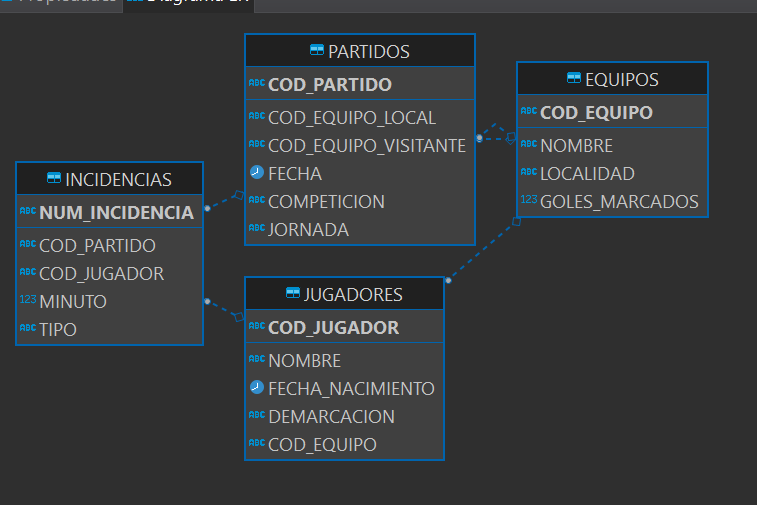 Propiedades
Diagrama ER
PARTIDOS
ABC COD_PARTIDO
ABC COD_EQUIPO_LOCAL
ABC COD_EQUIPO_VISITANTE
FECHA
ABC COMPETICION
ABC JORNADA
EQUIPOS
ABC COD_EQUIPO
ABC NOMBRE
ABC LOCALIDAD
123 GOLES_MARCADOS
INCIDENCIAS
ABC NUM_INCIDENCIA
ABC COD_PARTIDO
ABC COD_JUGADOR
123 MINUTO
ABC TIPO
JUGADORES
ABC COD_JUGADOR
ABC NOMBRE
FECHA_NACIMIENTO
ABC DEMARCACION
ABC COD_EQUIPO